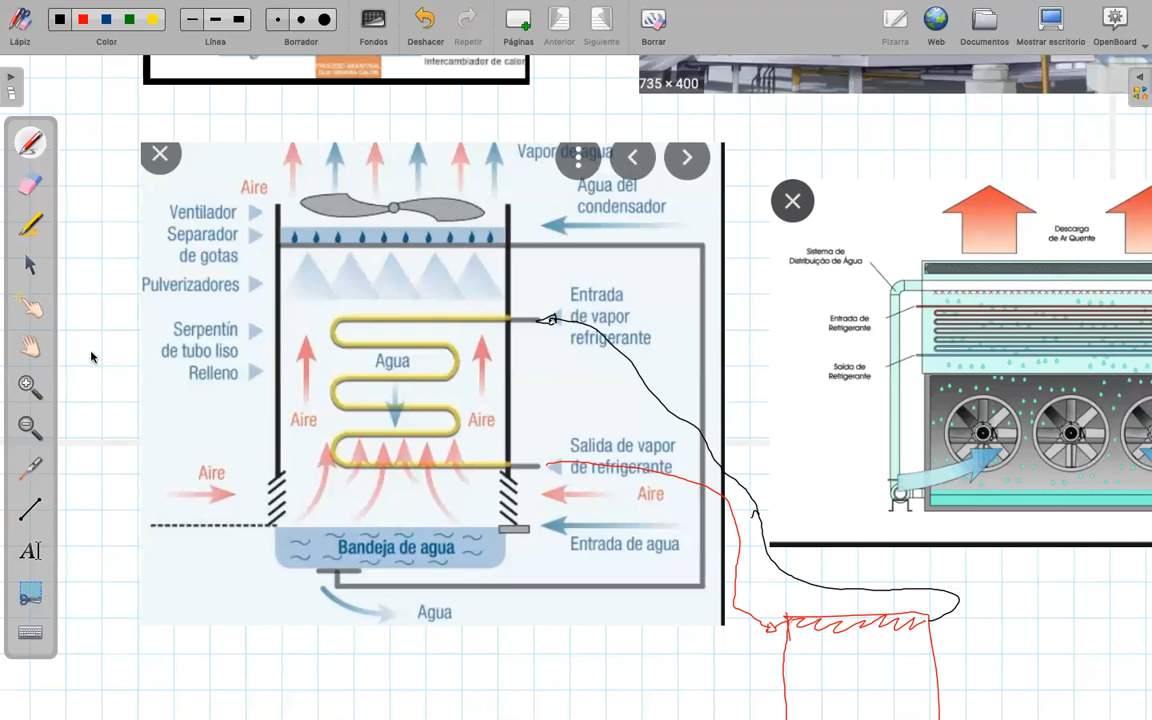 Lápiz
Color
Línea
Borrador
Fondos
Deshacer
Repetir
Páginas
Anterior
Siguiente
Borrar
Pizarra
Web
Documentos
Mostrar escritorio
OpenBoard
PROCESO INDUSTRIAL
Intercambiador de calor
735 × 400
Vapor de agua
Aire
Agua del
condensador
Ventilador
Separador
de gotas
Pulverizadores
Entrada
de vapor
refrigerante
Serpentín
de tubo liso
Relleno
Agua
Aire
Aire
Salida de vapor
de refrigerante
Aire
Aire
Entrada de agua
Bandeja de agua
Agua
Descarga
de Ar Quente
Sistema de
Distribuição de Água
Entrada de
Refrigerante
Saída de
Refrigerante